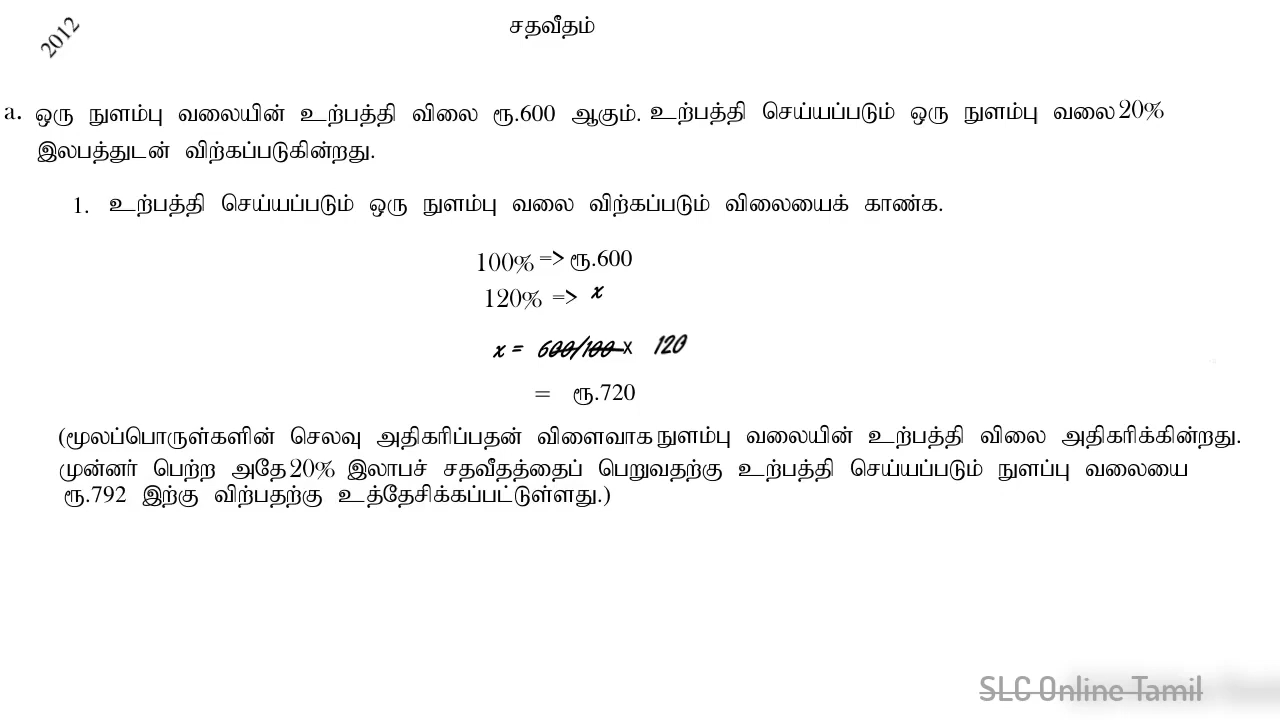 2012
சதவீதம்
a. ஒரு நுளம்பு வலையின் உற்பத்தி விலை ரூ.600 ஆகும். உற்பத்தி செய்யப்படும் ஒரு நுளம்பு வலை 20%
இலபத்துடன் விற்கப்படுகின்றது.
1. உற்பத்தி செய்யப்படும் ஒரு நுளம்பு வலை விற்கப்படும் விலையைக் காண்க.
100% => ரூ.600
120% => x
x = 600/100 x 120
= ரூ.720
(மூலப்பொருள்களின் செலவு அதிகரிப்பதன் விளைவாக நுளம்பு வலையின் உற்பத்தி விலை அதிகரிக்கின்றது.
முன்னர் பெற்ற அதே 20% இலாபச் சதவீதத்தைப் பெறுவதற்கு உற்பத்தி செய்யப்படும் நுளப்பு வலையை
ரூ.792 இற்கு விற்பதற்கு உத்தேசிக்கப்பட்டுள்ளது.)
SLC Online Tamil